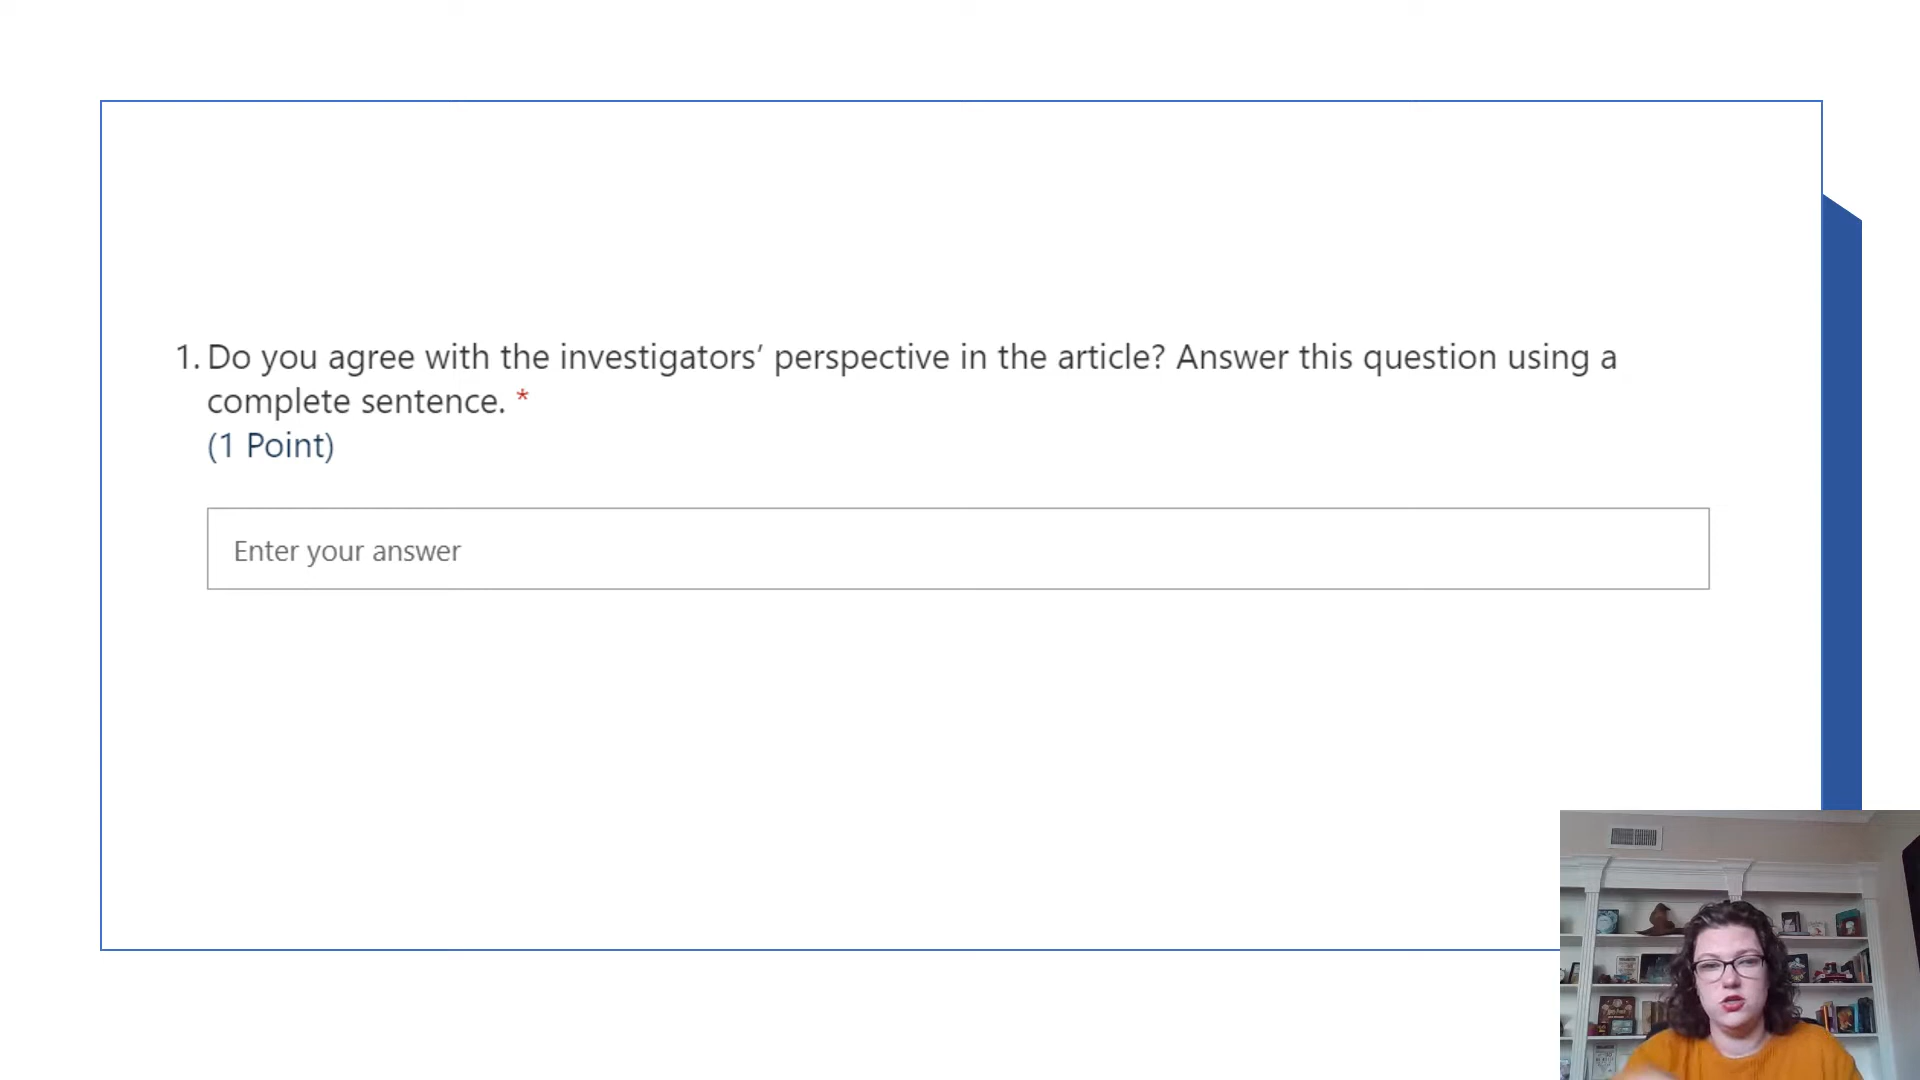 1. Do you agree with the investigators’ perspective in the article? Answer this question using a
complete sentence. *
(1 Point)
Enter your answer